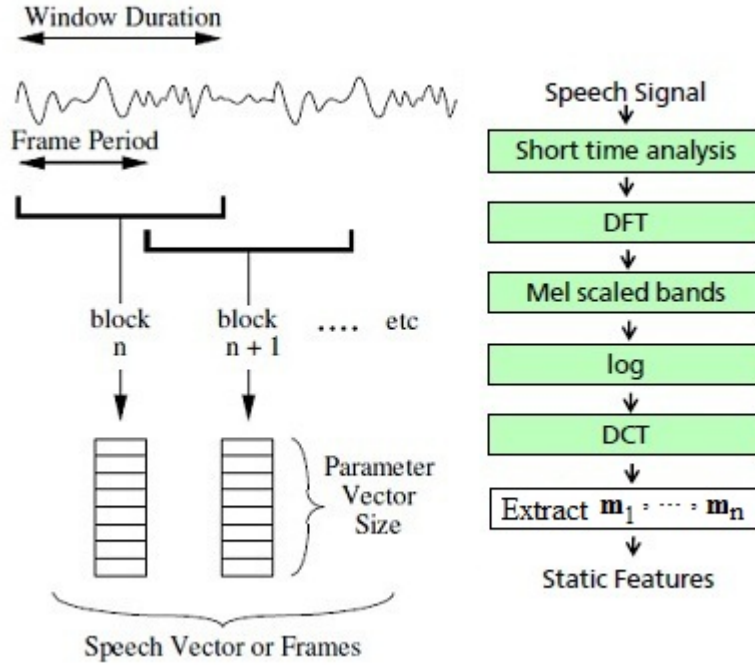 Window Duration
Frame Period
block
n
block
n + 1
.... etc
Parameter
Vector
Size
Speech Vector or Frames
Speech Signal
Short time analysis
DFT
Mel scaled bands
log
DCT
Extract m1, ..., mn
Static Features